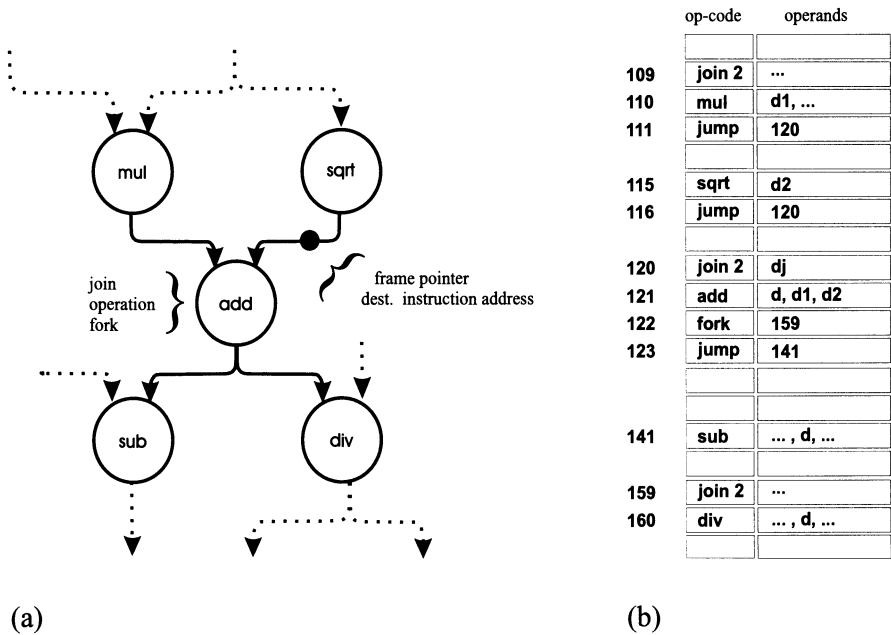 mul
sqrt
join
operation
fork
add
frame pointer
dest. instruction address
sub
div
(a)
op-code operands
109 join 2 ...
110 mul d1, ...
111 jump 120
115 sqrt d2
116 jump 120
120 join 2 dj
121 add d, d1, d2
122 fork 159
123 jump 141
141 sub ... , d, ...
159 join 2 ...
160 div ... , d, ...
(b)